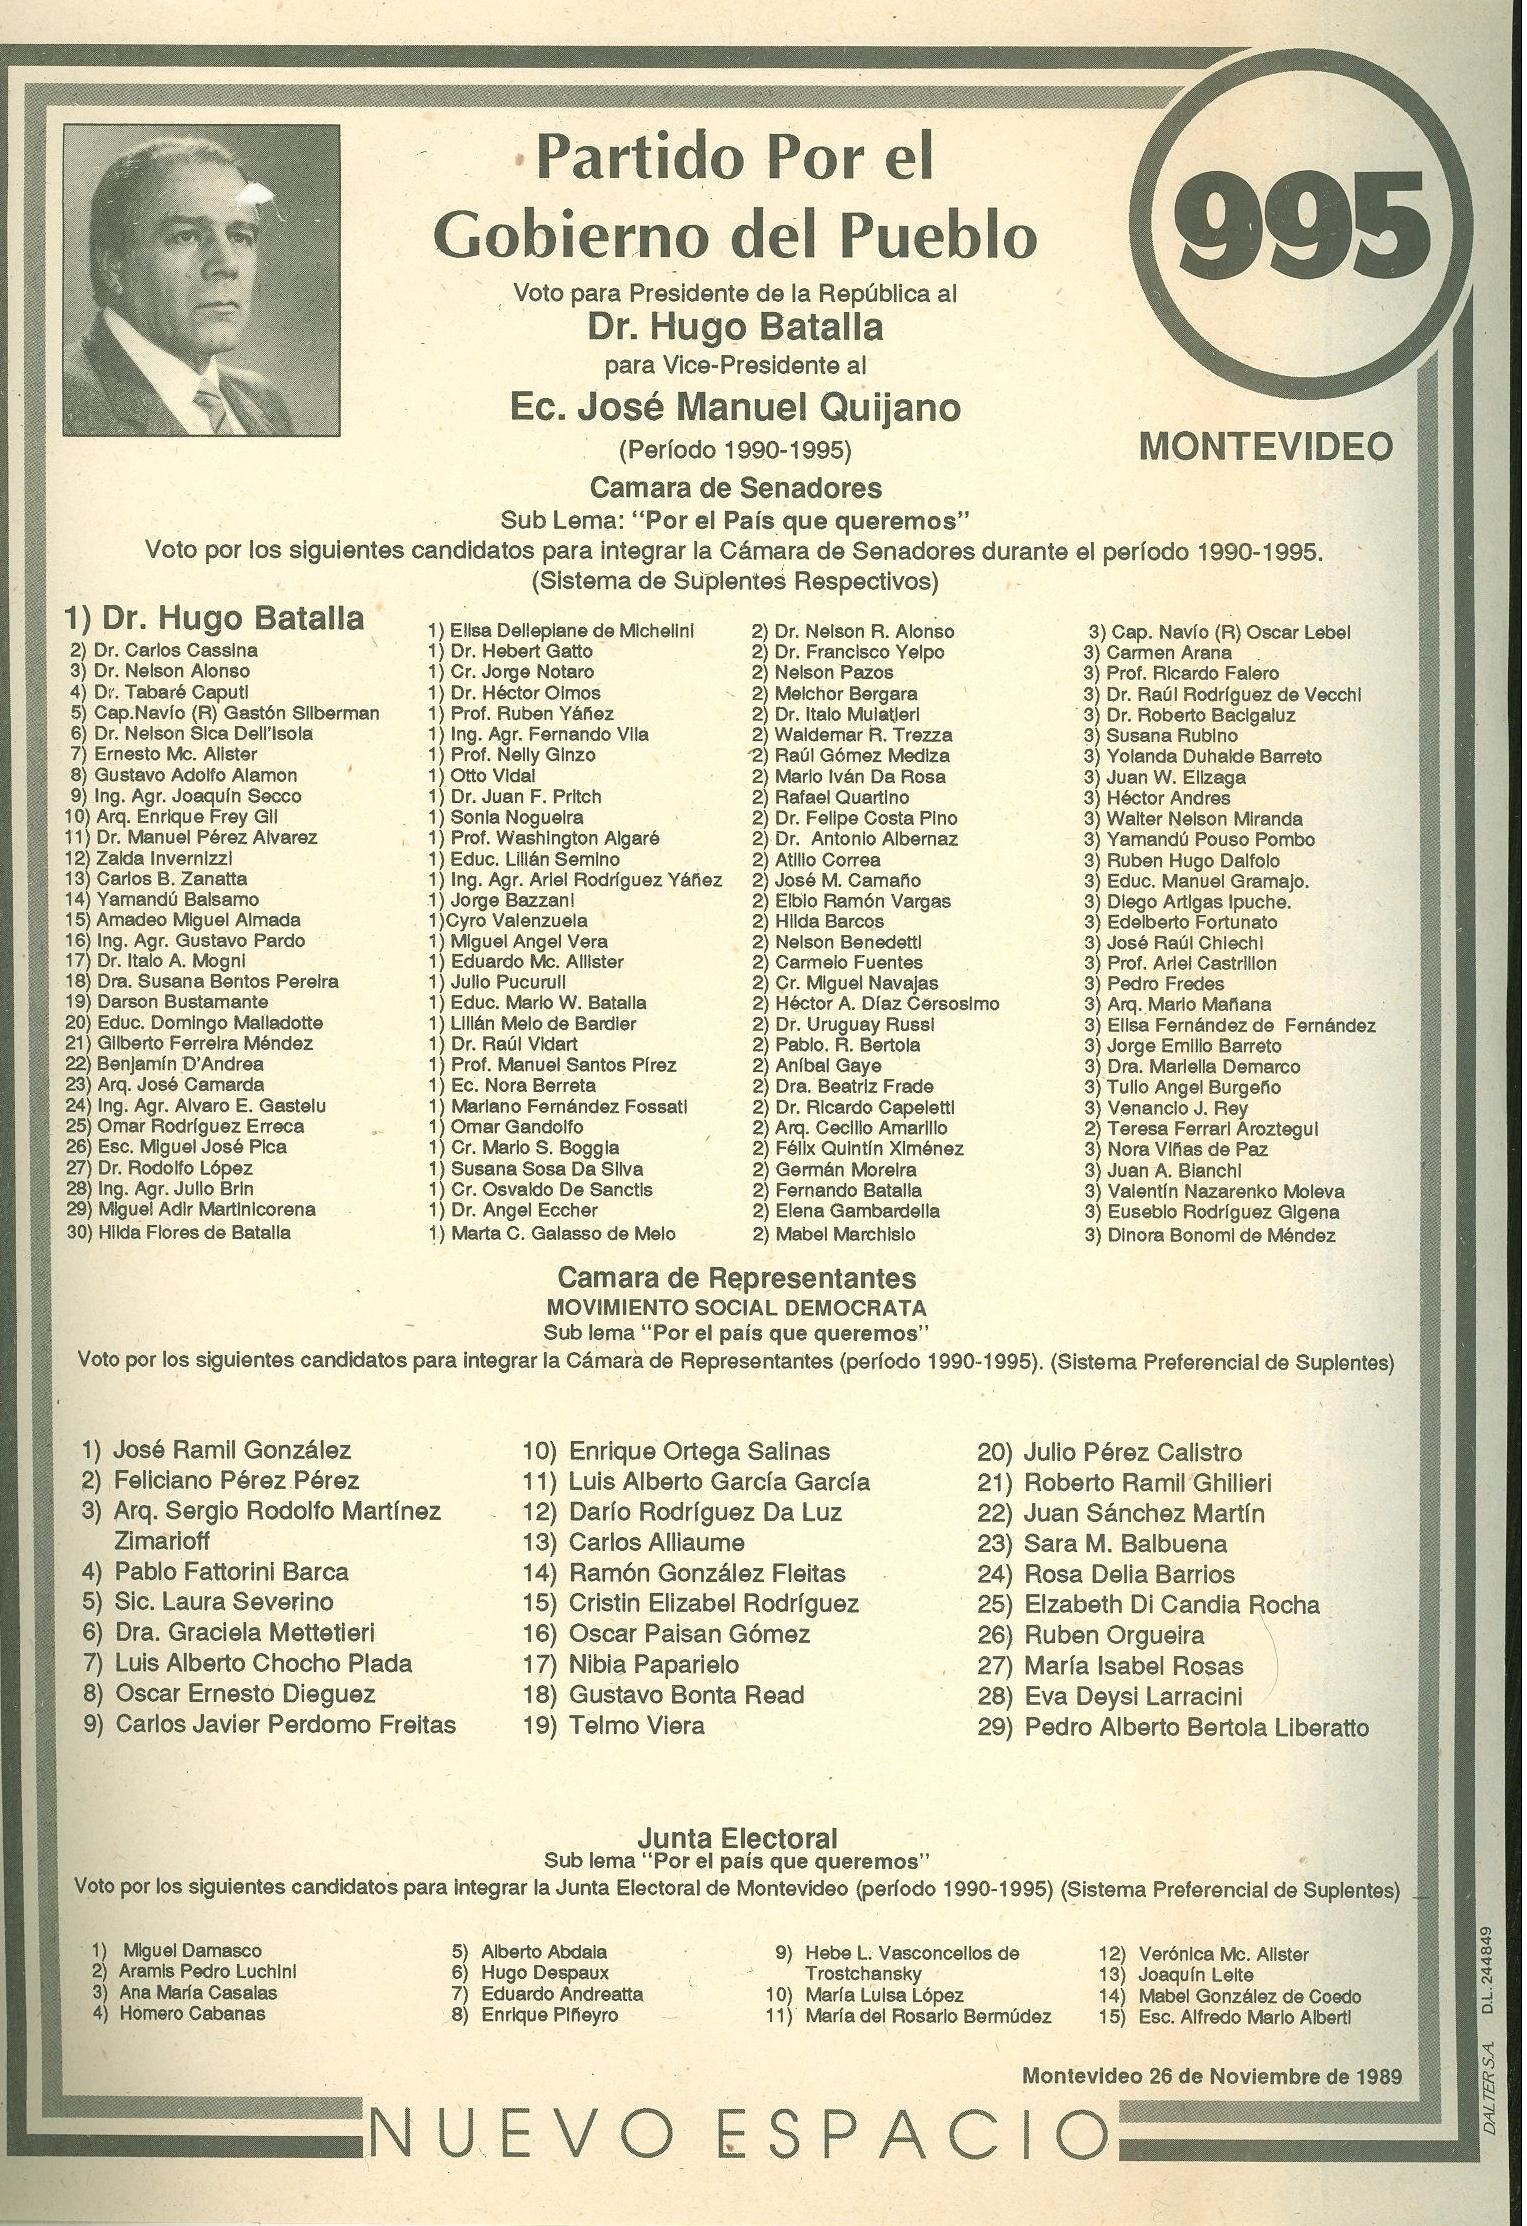 Partido Por el
Gobierno del Pueblo
995
Voto para Presidente de la República al
Dr. Hugo Batalla
para Vice-Presidente al
Ec. José Manuel Quijano
(Período 1990-1995)
MONTEVIDEO
Camara de Senadores
Sub Lema: "Por el País que queremos"
Voto por los siguientes candidatos para integrar la Cámara de Senadores durante el período 1990-1995.
(Sistema de Suplentes Respectivos)
1) Dr. Hugo Batalla 1) Elisa Dellepiane de Michelini 2) Dr. Nelson R. Alonso 3) Cap. Navío (R) Oscar Lebel
2) Dr. Carlos Cassina 1) Dr. Hebert Gatto 2) Dr. Francisco Yelpo 3) Carmen Arana
3) Dr. Nelson Alonso 1) Cr. Jorge Notaro 2) Nelson Pazos 3) Prof. Ricardo Falero
4) Dr. Tabaré Caputi 1) Dr. Héctor Olmos 2) Melchor Bergara 3) Dr. Raúl Rodríguez de Vecchi
5) Cap.Navío (R) Gastón Silberman 1) Prof. Ruben Yáñez 2) Dr. Italo Mulatieri 3) Dr. Roberto Bacigaluz
6) Dr. Nelson Sica Dell'Isola 1) Ing. Agr. Fernando Vila 2) Waldemar R. Trezza 3) Susana Rubino
7) Ernesto Mc. Alister 1) Prof. Nelly Ginzo 2) Raúl Gómez Mediza 3) Yolanda Duhalde Barreto
8) Gustavo Adolfo Alamon 1) Otto Vidal 2) Mario Iván Da Rosa 3) Juan W. Elizaga
9) Ing. Agr. Joaquín Secco 1) Dr. Juan F. Pritch 2) Rafael Quartino 3) Héctor Andres
10) Arq. Enrique Frey Gil 1) Sonia Nogueira 2) Dr. Felipe Costa Pino 3) Walter Nelson Miranda
11) Dr. Manuel Pérez Alvarez 1) Prof. Washington Algaré 2) Dr. Antonio Albernaz 3) Yamandú Pouso Pombo
12) Zaida Invernizzi 1) Educ. Lilián Semino 2) Atilio Correa 3) Ruben Hugo Dalfolo
13) Carlos B. Zanatta 1) Ing. Agr. Ariel Rodríguez Yáñez 2) José M. Camaño 3) Educ. Manuel Gramajo.
14) Yamandú Balsamo 1) Jorge Bazzani 2) Elbio Ramón Vargas 3) Diego Artigas Ipuche.
15) Amadeo Miguel Almada 1)Cyro Valenzuela 2) Hilda Barcos 3) Edelberto Fortunato
16) Ing. Agr. Gustavo Pardo 1) Miguel Angel Vera 2) Nelson Benedetti 3) José Raúl Chiechi
17) Dr. Italo A. Mogni 1) Eduardo Mc. Allister 2) Carmelo Fuentes 3) Prof. Ariel Castrillon
18) Dra. Susana Bentos Pereira 1) Julio Pucurull 2) Cr. Miguel Navajas 3) Pedro Fredes
19) Darson Bustamante 1) Educ. Mario W. Batalla 2) Héctor A. Díaz Cersosimo 3) Arq. Mario Mañana
20) Educ. Domingo Malladotte 1) Lilián Melo de Bardier 2) Dr. Uruguay Russi 3) Elisa Fernández de Fernández
21) Gilberto Ferreira Méndez 1) Dr. Raúl Vidart 2) Pablo. R. Bertola 3) Jorge Emilio Barreto
22) Benjamín D'Andrea 1) Prof. Manuel Santos Pírez 2) Aníbal Gaye 3) Dra. Mariella Demarco
23) Arq. José Camarda 1) Ec. Nora Berreta 2) Dra. Beatriz Frade 3) Tulio Angel Burgeño
24) Ing. Agr. Alvaro E. Gastelu 1) Mariano Fernández Fossati 2) Dr. Ricardo Capeletti 3) Venancio J. Rey
25) Omar Rodríguez Erreca 1) Omar Gandolfo 2) Arq. Cecilio Amarillo 2) Teresa Ferrari Aroztegui
26) Esc. Miguel José Pica 1) Cr. Mario S. Boggia 2) Félix Quintín Ximénez 3) Nora Viñas de Paz
27) Dr. Rodolfo López 1) Susana Sosa Da Silva 2) Germán Moreira 3) Juan A. Bianchi
28) Ing. Agr. Julio Brin 1) Cr. Osvaldo De Sanctis 2) Fernando Batalla 3) Valentín Nazarenko Moleva
29) Miguel Adir Martinicorena 1) Dr. Angel Eccher 2) Elena Gambardella 3) Eusebio Rodríguez Gigena
30) Hilda Flores de Batalla 1) Marta C. Galasso de Melo 2) Mabel Marchisio 3) Dinora Bonomi de Méndez
Camara de Representantes
MOVIMIENTO SOCIAL DEMOCRATA
Sub lema "Por el país que queremos"
Voto por los siguientes candidatos para integrar la Cámara de Representantes (período 1990-1995). (Sistema Preferencial de Suplentes)
1) José Ramil González
2) Feliciano Pérez Pérez
3) Arq. Sergio Rodolfo Martínez
Zimarioff
4) Pablo Fattorini Barca
5) Sic. Laura Severino
6) Dra. Graciela Mettetieri
7) Luis Alberto Chocho Plada
8) Oscar Ernesto Dieguez
9) Carlos Javier Perdomo Freitas
10) Enrique Ortega Salinas
11) Luis Alberto García García
12) Darío Rodríguez Da Luz
13) Carlos Alliaume
14) Ramón González Fleitas
15) Cristin Elizabel Rodríguez
16) Oscar Paisan Gómez
17) Nibia Paparielo
18) Gustavo Bonta Read
19) Telmo Viera
20) Julio Pérez Calistro
21) Roberto Ramil Ghilieri
22) Juan Sánchez Martín
23) Sara M. Balbuena
24) Rosa Delia Barrios
25) Elzabeth Di Candia Rocha
26) Ruben Orgueira
27) María Isabel Rosas
28) Eva Deysi Larracini
29) Pedro Alberto Bertola Liberatto
Junta Electoral
Sub lema "Por el país que queremos"
Voto por los siguientes candidatos para integrar la Junta Electoral de Montevideo (período 1990-1995) (Sistema Preferencial de Suplentes)
1) Miguel Damasco
2) Aramis Pedro Luchini
3) Ana María Casalas
4) Homero Cabanas
5) Alberto Abdala
6) Hugo Despaux
7) Eduardo Andreatta
8) Enrique Piñeyro
9) Hebe L. Vasconcellos de
Trostchansky
10) María Luisa López
11) María del Rosario Bermúdez
12) Verónica Mc. Alister
13) Joaquín Leite
14) Mabel González de Coedo
15) Esc. Alfredo Mario Alberti
Montevideo 26 de Noviembre de 1989
NUEVO ESPACIO
DALTER S.A. D.L. 244849